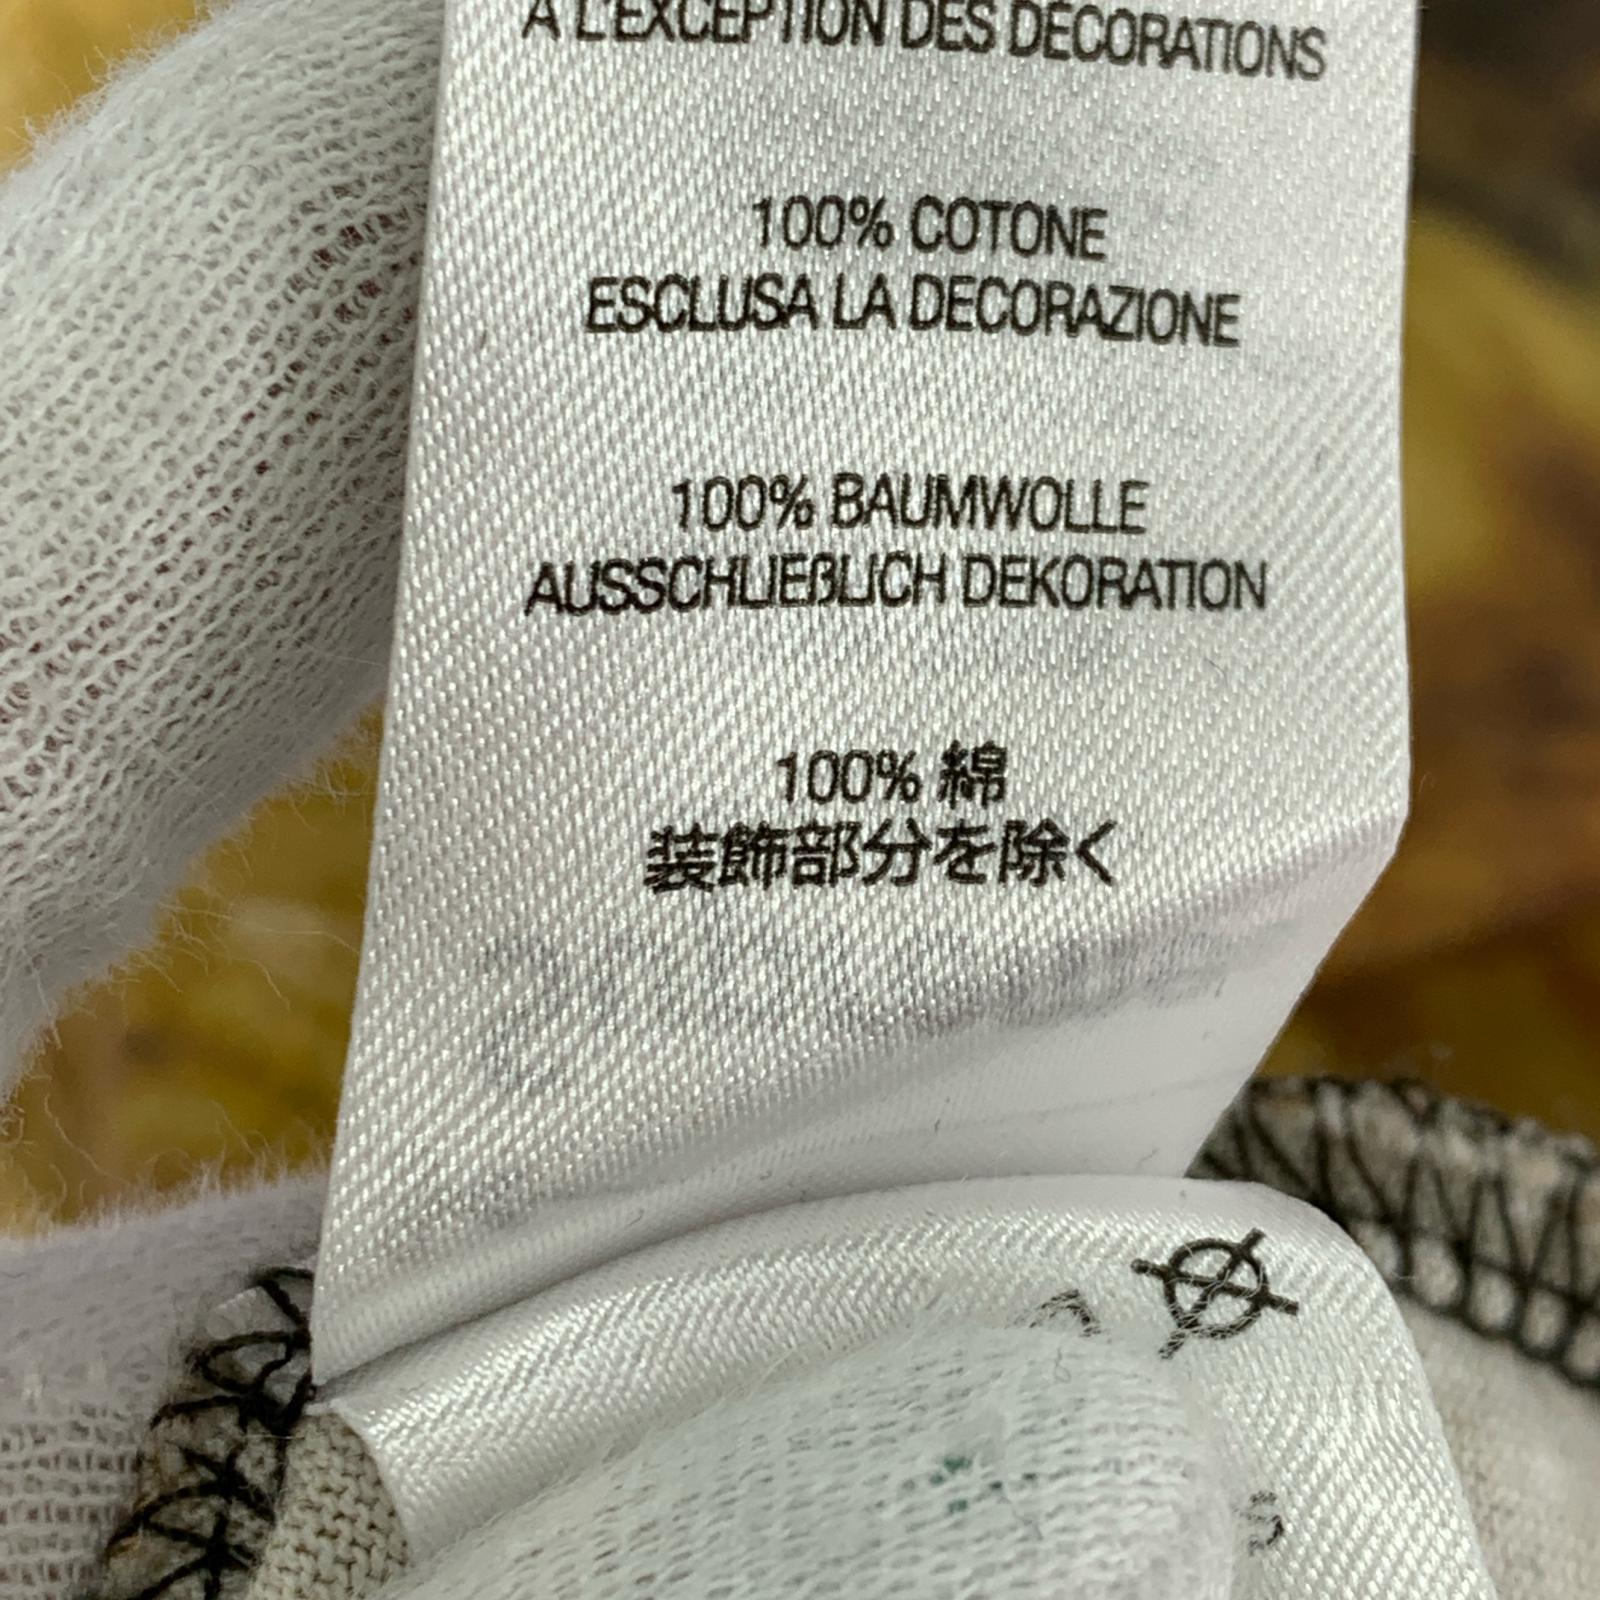 À L'EXCEPTION DES DÉCORATIONS
100% COTONE
ESCLUSA LA DECORAZIONE
100% BAUMWOLLE
AUSSCHLIEßLICH DEKORATION
100% 綿
装飾部分を除く